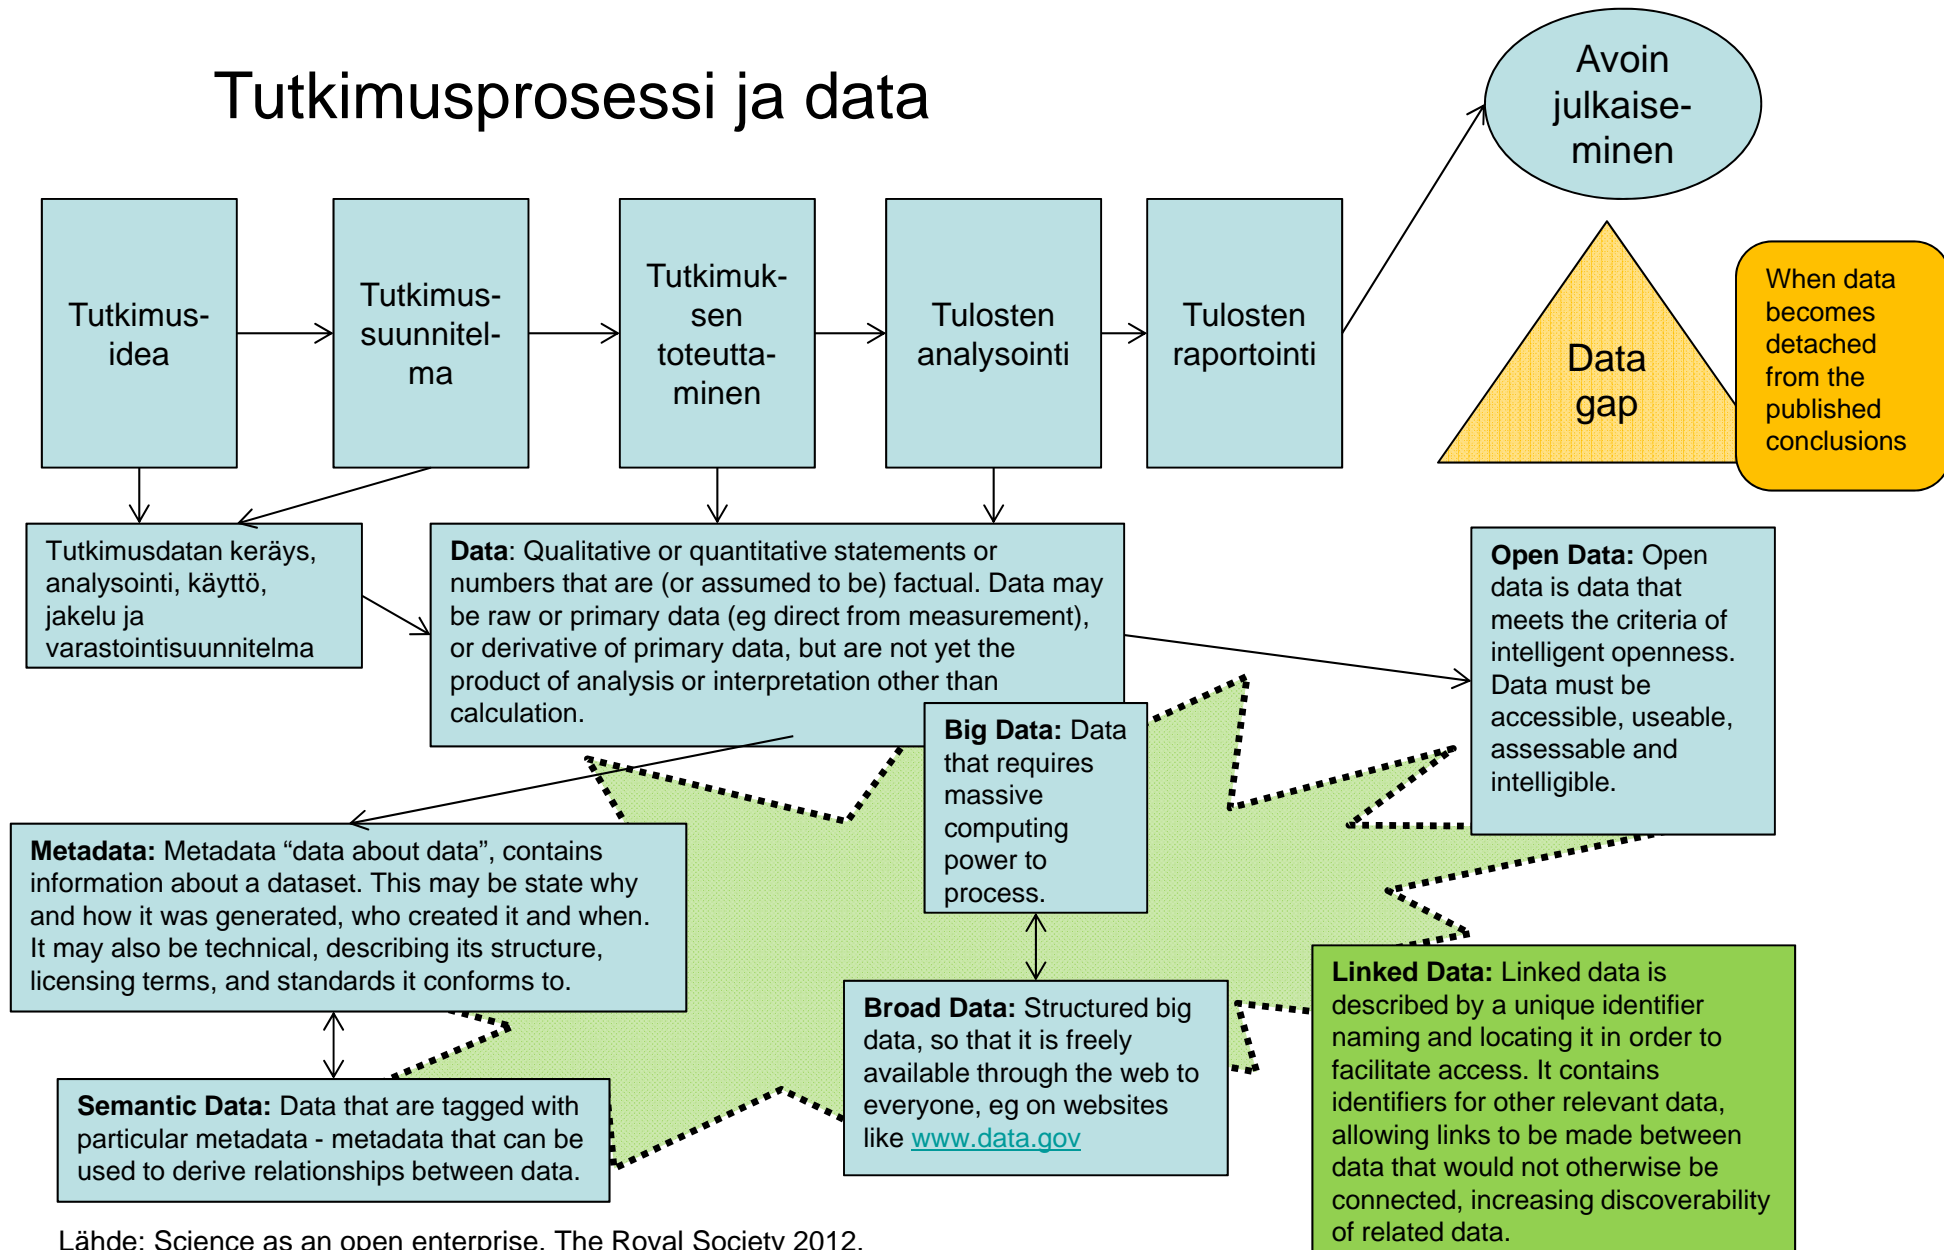 Tutkimusprosessi ja data
Avoin
julkaise-
minen
Tutkimus-
idea
Tutkimus-
suunnitel-
ma
Tutkimuk-
sen
toteutta-
minen
Tulosten
analysointi
Tulosten
raportointi
Data
gap
When data
becomes
detached
from the
published
conclusions
Tutkimusdatan keräys,
analysointi, käyttö,
jakelu ja
varastointisuunnitelma
Data: Qualitative or quantitative statements or
numbers that are (or assumed to be) factual. Data may
be raw or primary data (eg direct from measurement),
or derivative of primary data, but are not yet the
product of analysis or interpretation other than
calculation.
Open Data: Open
data is data that
meets the criteria of
intelligent openness.
Data must be
accessible, useable,
assessable and
intelligible.
Big Data: Data
that requires
massive
computing
power to
process.
Metadata: Metadata “data about data”, contains
information about a dataset. This may be state why
and how it was generated, who created it and when.
It may also be technical, describing its structure,
licensing terms, and standards it conforms to.
Broad Data: Structured big
data, so that it is freely
available through the web to
everyone, eg on websites
like www.data.gov
Linked Data: Linked data is
described by a unique identifier
naming and locating it in order to
facilitate access. It contains
identifiers for other relevant data,
allowing links to be made between
data that would not otherwise be
connected, increasing discoverability
of related data.
Semantic Data: Data that are tagged with
particular metadata - metadata that can be
used to derive relationships between data.
Lähde: Science as an open enterprise. The Royal Society 2012.